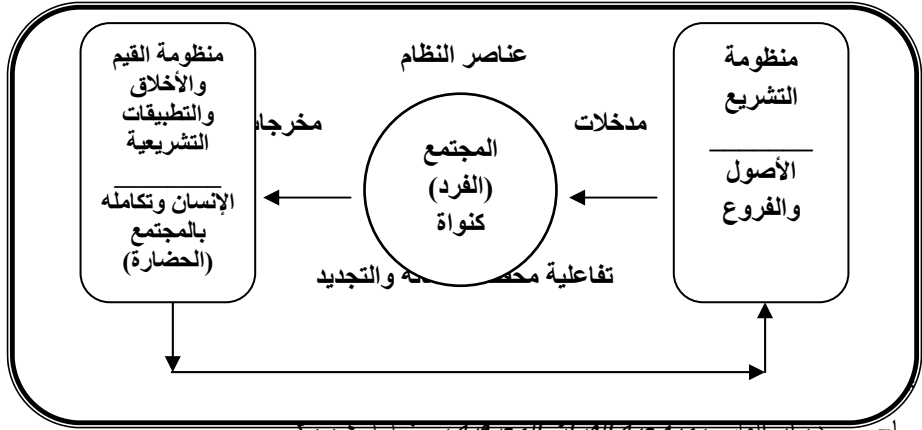 عناصر النظام
منظومة
التشريع
الأصول
والفروع
مدخلات
المجتمع
(الفرد)
كنواة
منظومة القيم
والأخلاق
والتطبيقات
التشريعية
الإنسان وتكامله
بالمجتمع
(الحضارة)
تفاعلية والتجديد